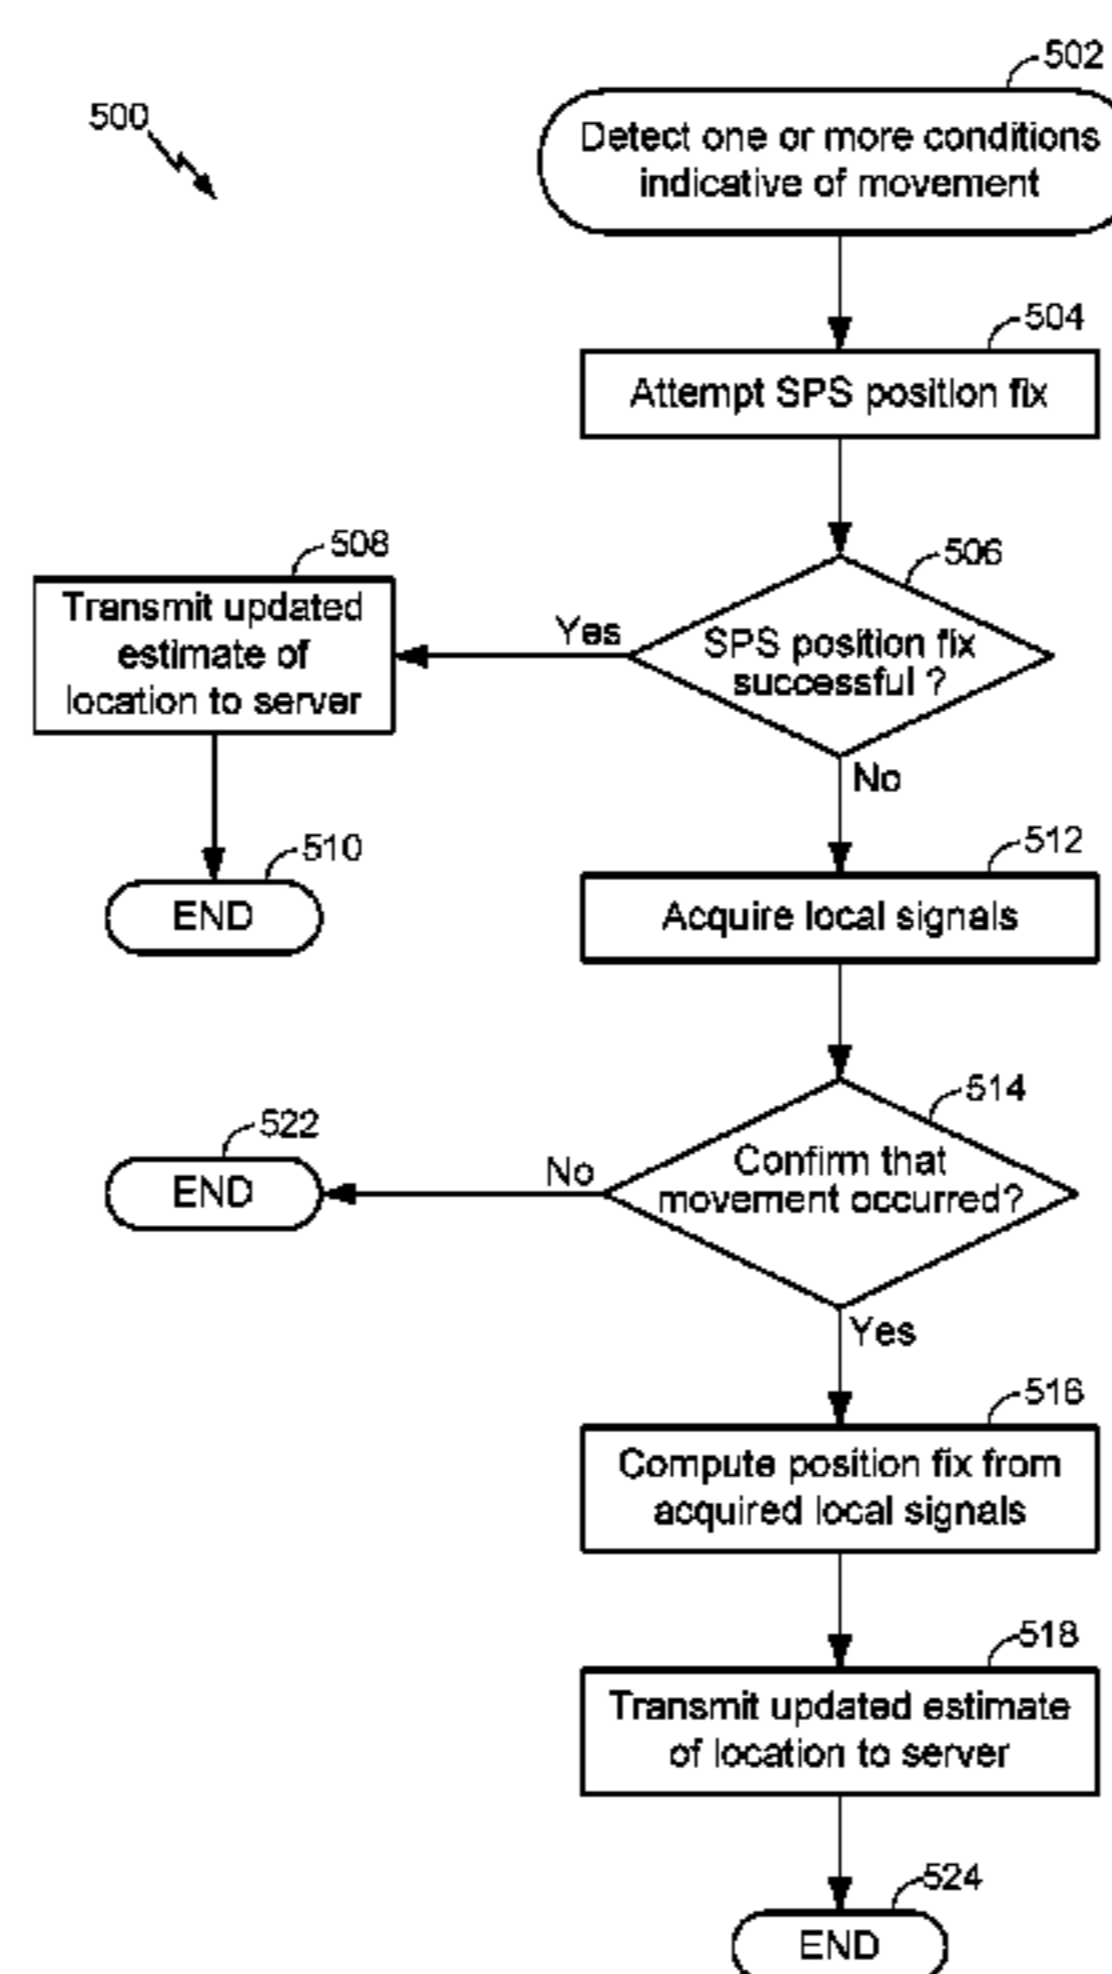 500
502
Detect one or more conditions
indicative of movement
504
Attempt SPS position fix
506
SPS position fix
successful ?
Yes
No
508
Transmit updated
estimate of
location to server
510
END
512
Acquire local signals
514
Confirm that
movement occurred?
No
Yes
522
END
516
Compute position fix from
acquired local signals
518
Transmit updated estimate
of location to server
524
END